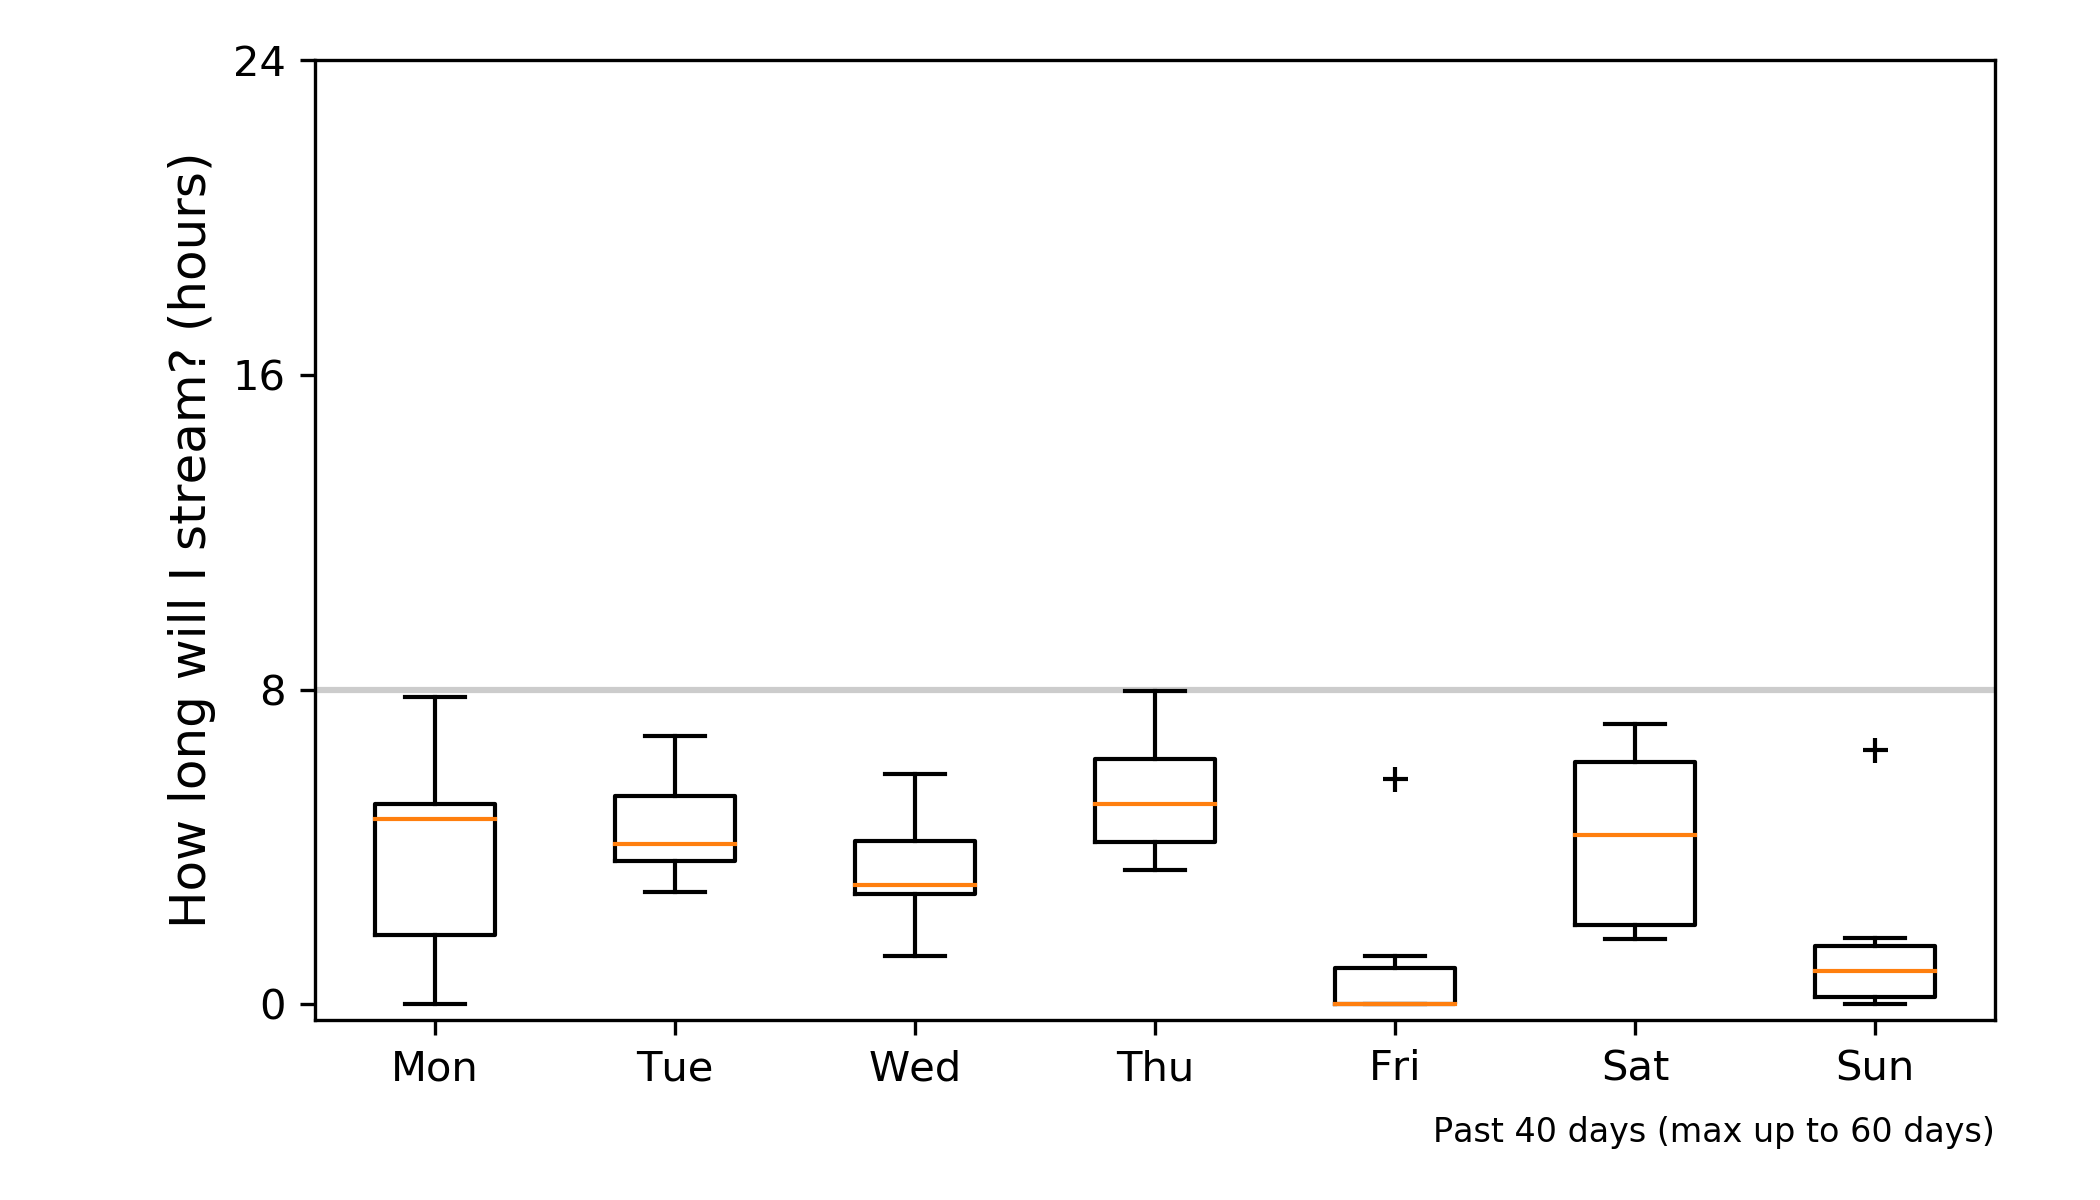 How long will I stream? (hours)
24
16
8
0
Mon Tue Wed Thu Fri Sat Sun
Past 40 days (max up to 60 days)